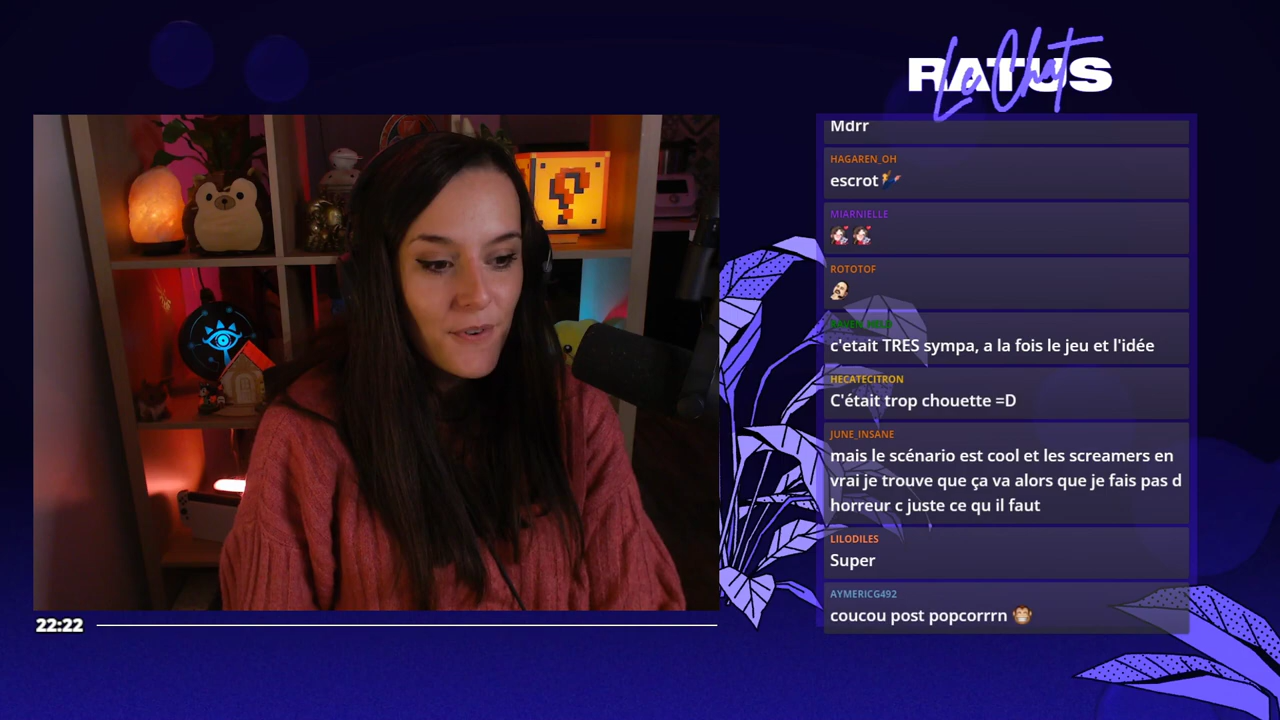 RATUS
Le Chat
Mdrr
HAGAREN_OH
escrot
MIARNIELLE
ROTOTOF
c'etait TRES sympa, a la fois le jeu et l'idée
HECATECITRON
C'était trop chouette =D
JUNE_INSANE
mais le scénario est cool et les screamers en
vrai je trouve que ça va alors que je fais pas d
horreur c juste ce qu il faut
LILODILES
Super
AYMERICG492
coucou post popcorrrn
22:22
?